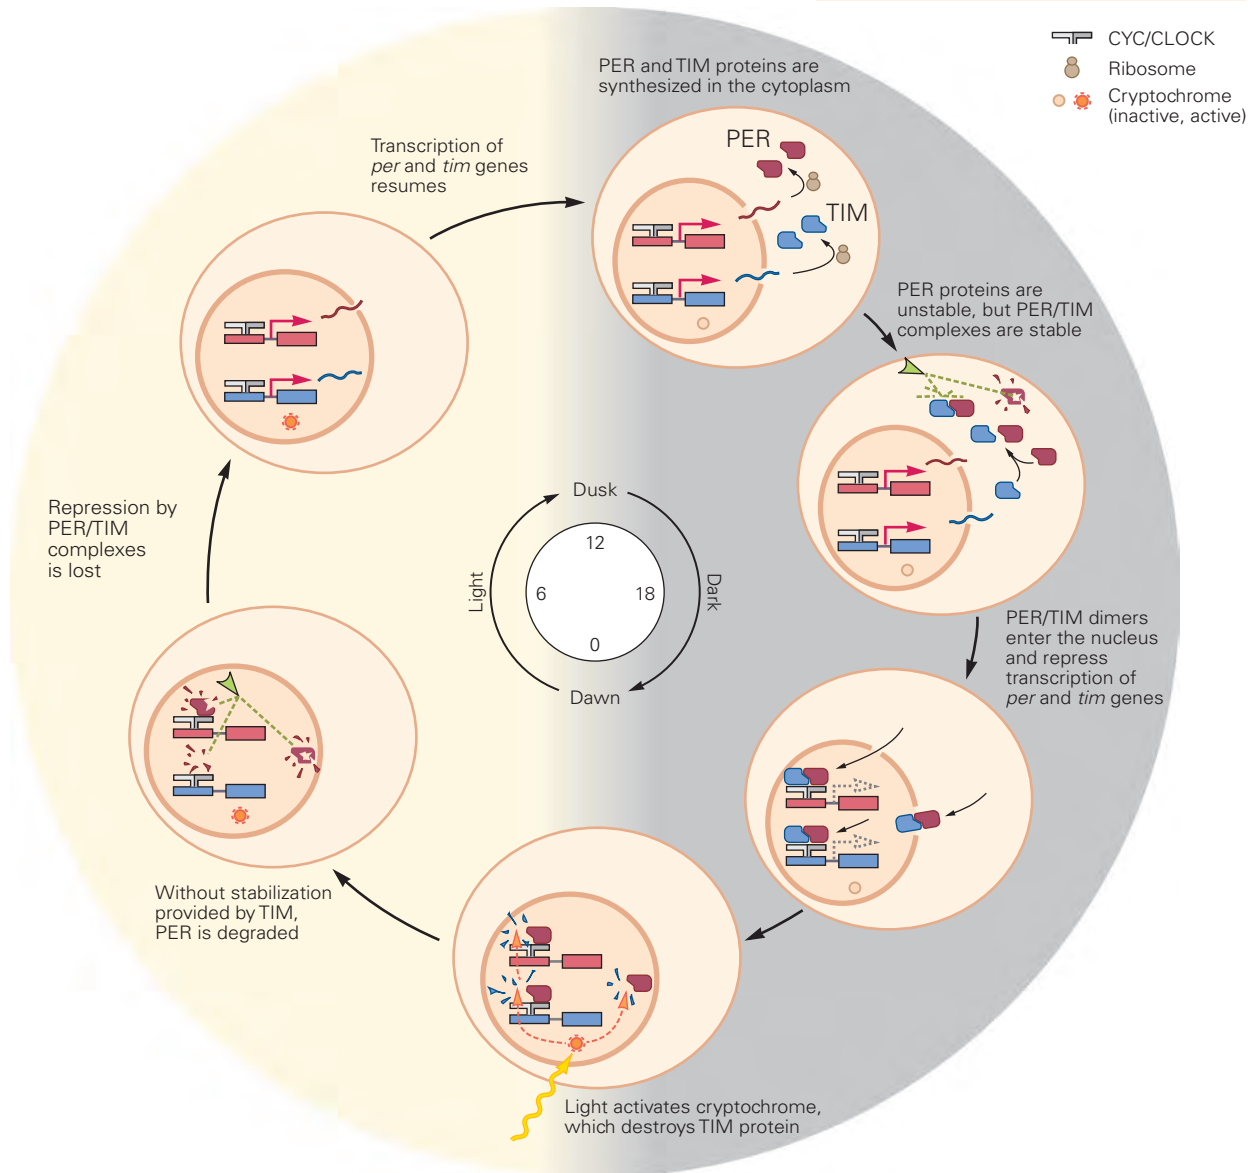 CYC/CLOCK
Ribosome
Cryptochrome
(inactive, active)
PER and TIM proteins are
synthesized in the cytoplasm
PER
TIM
Transcription of
per and tim genes
resumes
PER proteins are
unstable, but PER/TIM
complexes are stable
Repression by
PER/TIM
complexes
is lost
Dusk
12
Light
6
18
Dark
0
Dawn
PER/TIM dimers
enter the nucleus
and repress
transcription of
per and tim genes
Without stabilization
provided by TIM,
PER is degraded
Light activates cryptochrome,
which destroys TIM protein